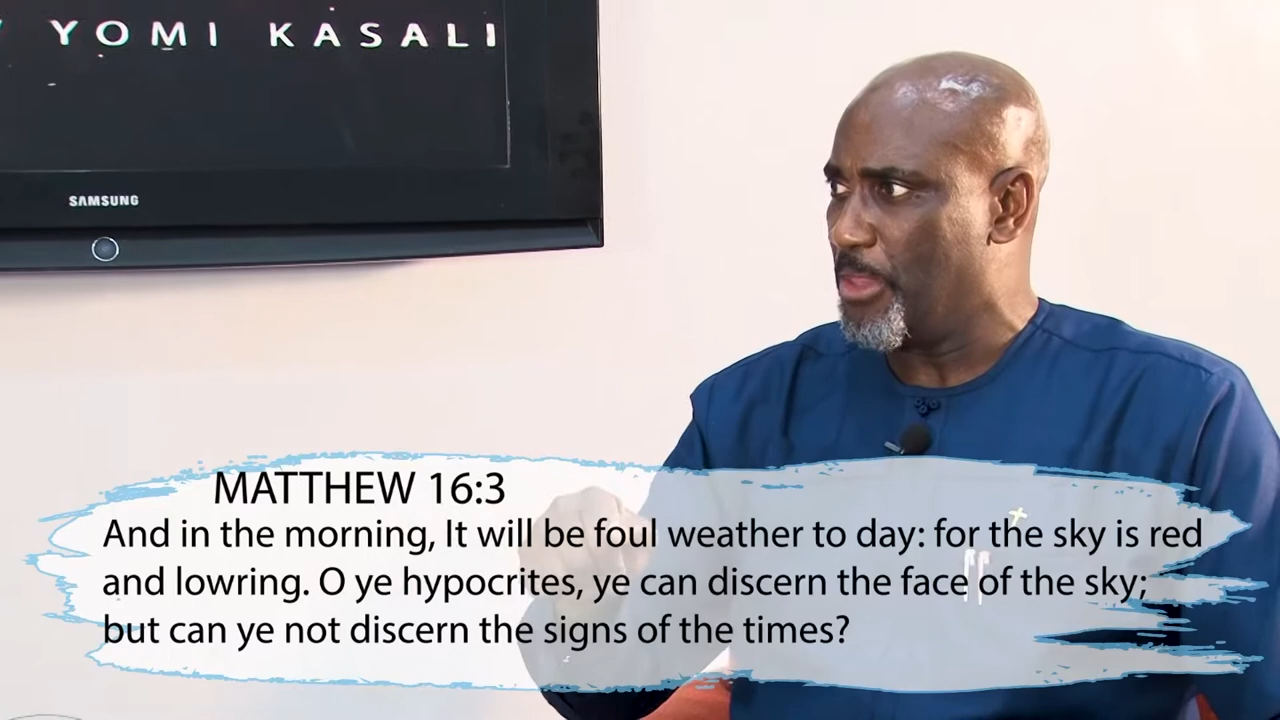 YOMI KASALI
SAMSUNG
MATTHEW 16:3
And in the morning, It will be foul weather to day: for the sky is red
and lowring. O ye hypocrites, ye can discern the face of the sky;
but can ye not discern the signs of the times?